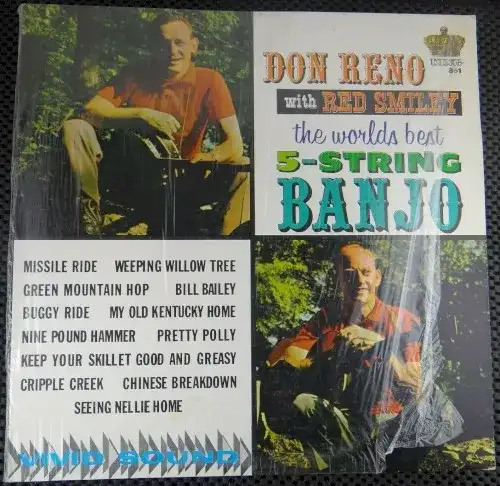 KING
861
DON RENO
with RED SMILEY
the worlds best
5-STRING
BANJO
MISSILE RIDE WEEPING WILLOW TREE
GREEN MOUNTAIN HOP BILL BAILEY
BUGGY RIDE MY OLD KENTUCKY HOME
NINE POUND HAMMER PRETTY POLLY
KEEP YOUR SKILLET GOOD AND GREASY
CRIPPLE CREEK CHINESE BREAKDOWN
SEEING NELLIE HOME
VIVID SOUND